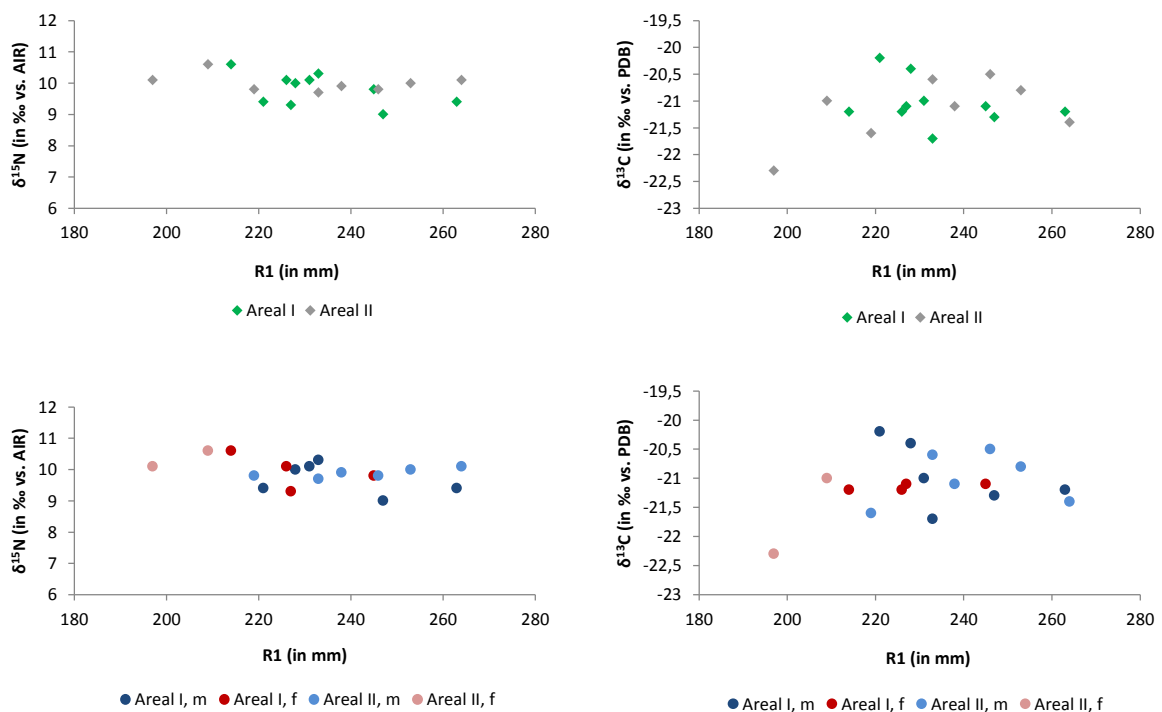 12
11
10
9
8
7
6
δ¹⁵N (in ‰ vs. AIR)
180 200 220 240 260 280
R1 (in mm)
Areal I Areal II
-19,5
-20
-20,5
-21
-21,5
-22
-22,5
-23
δ¹³C (in ‰ vs. PDB)
180 200 220 240 260 280
R1 (in mm)
Areal I Areal II
12
11
10
9
8
7
6
δ¹⁵N (in ‰ vs. AIR)
180 200 220 240 260 280
R1 (in mm)
Areal I, m Areal I, f Areal II, m Areal II, f
-19,5
-20
-20,5
-21
-21,5
-22
-22,5
-23
δ¹³C (in ‰ vs. PDB)
180 200 220 240 260 280
R1 (in mm)
Areal I, m Areal I, f Areal II, m Areal II, f